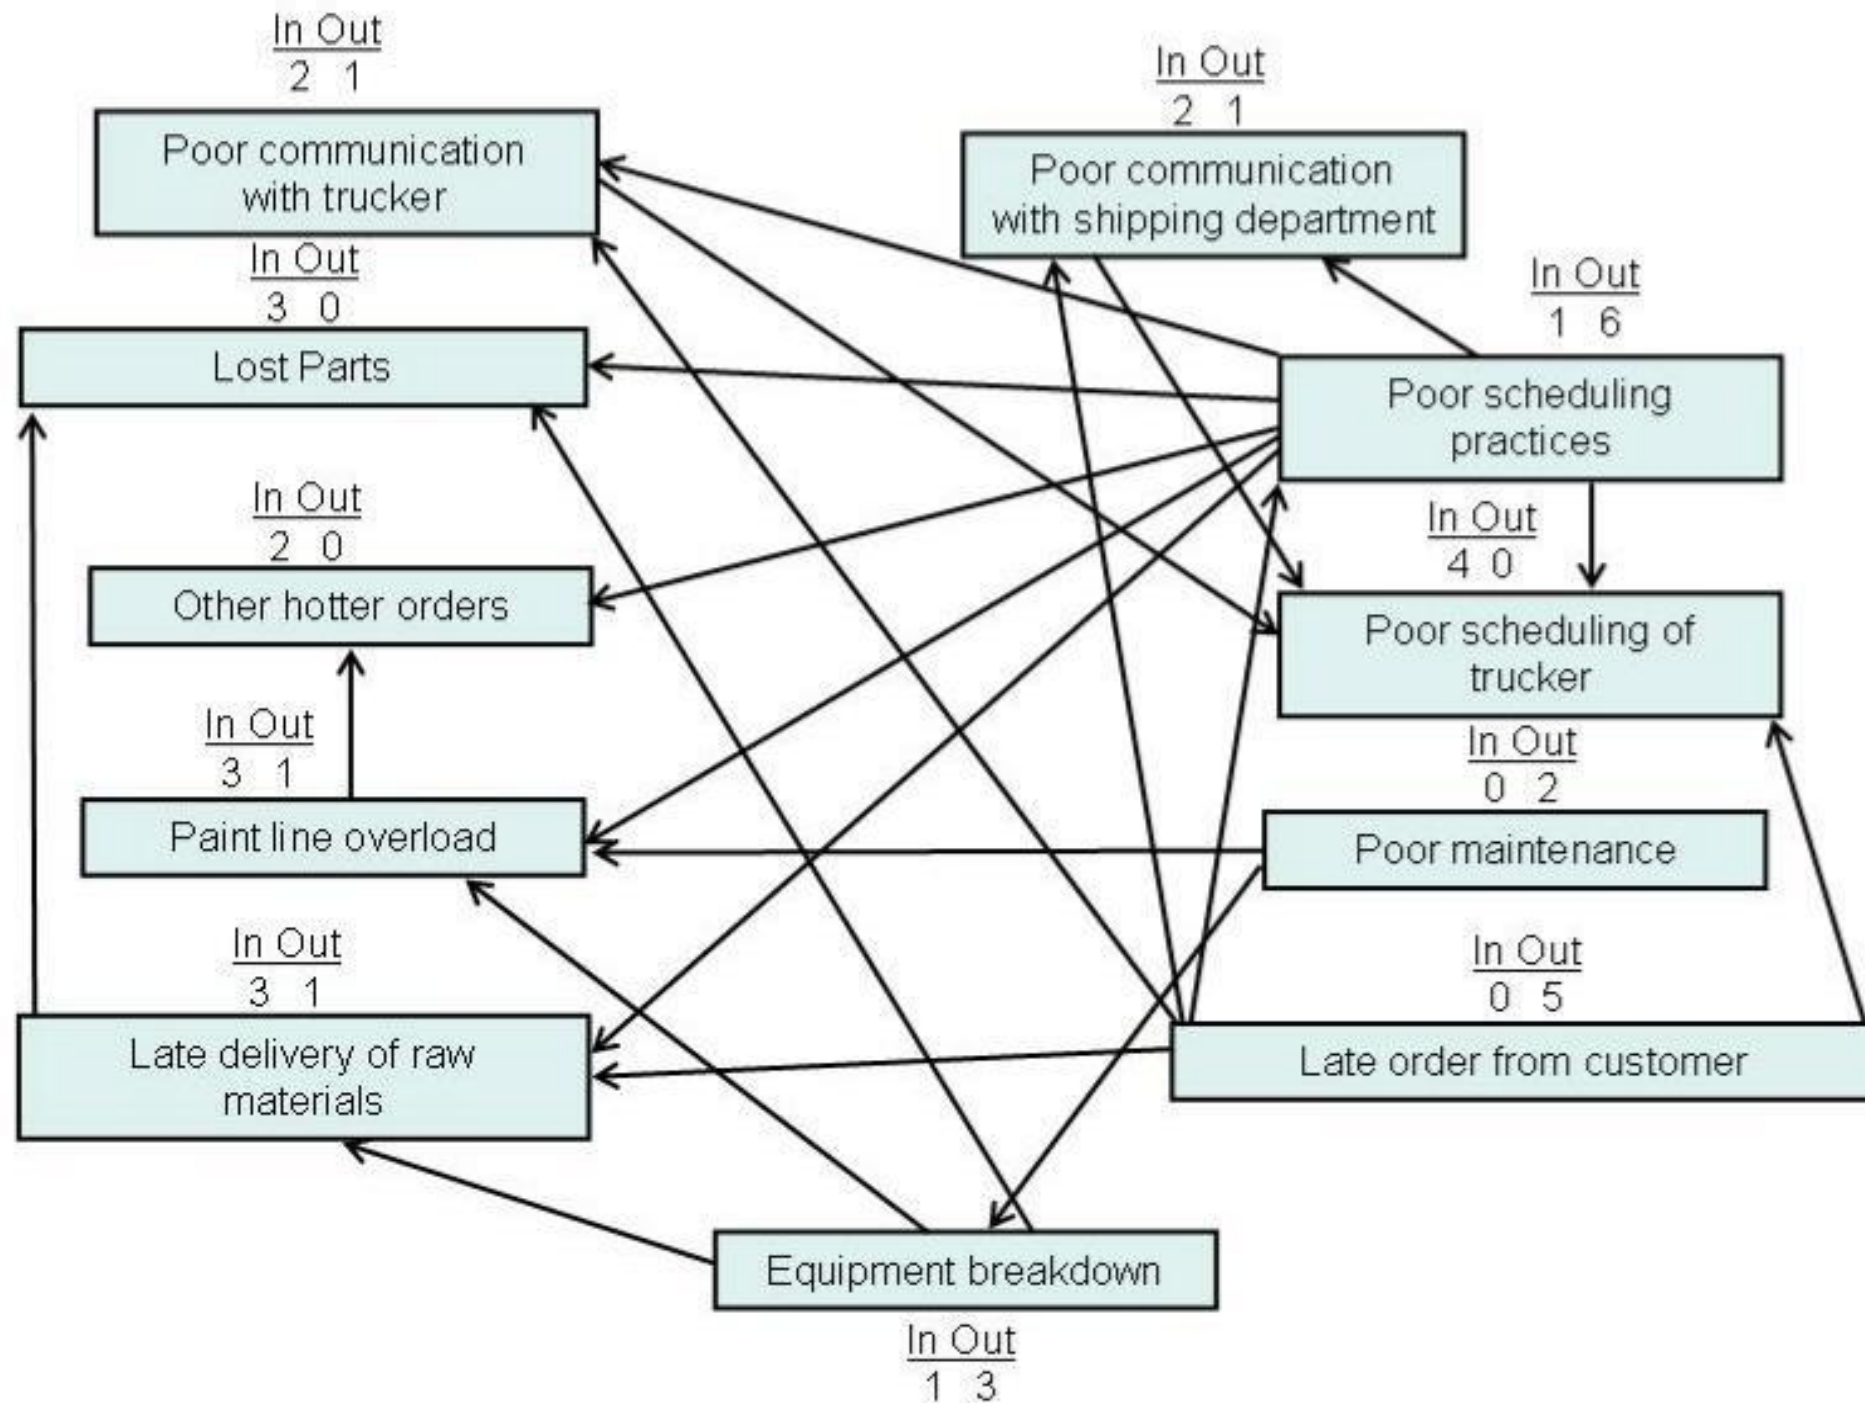 In Out
2 1
Poor communication
with trucker
In Out
2 1
Poor communication
with shipping department
In Out
3 0
Lost Parts
In Out
1 6
Poor scheduling
practices
In Out
2 0
Other hotter orders
In Out
4 0
Poor scheduling of
trucker
In Out
3 1
Paint line overload
In Out
0 2
Poor maintenance
In Out
3 1
Late delivery of raw
materials
In Out
0 5
Late order from customer
Equipment breakdown
In Out
1 3